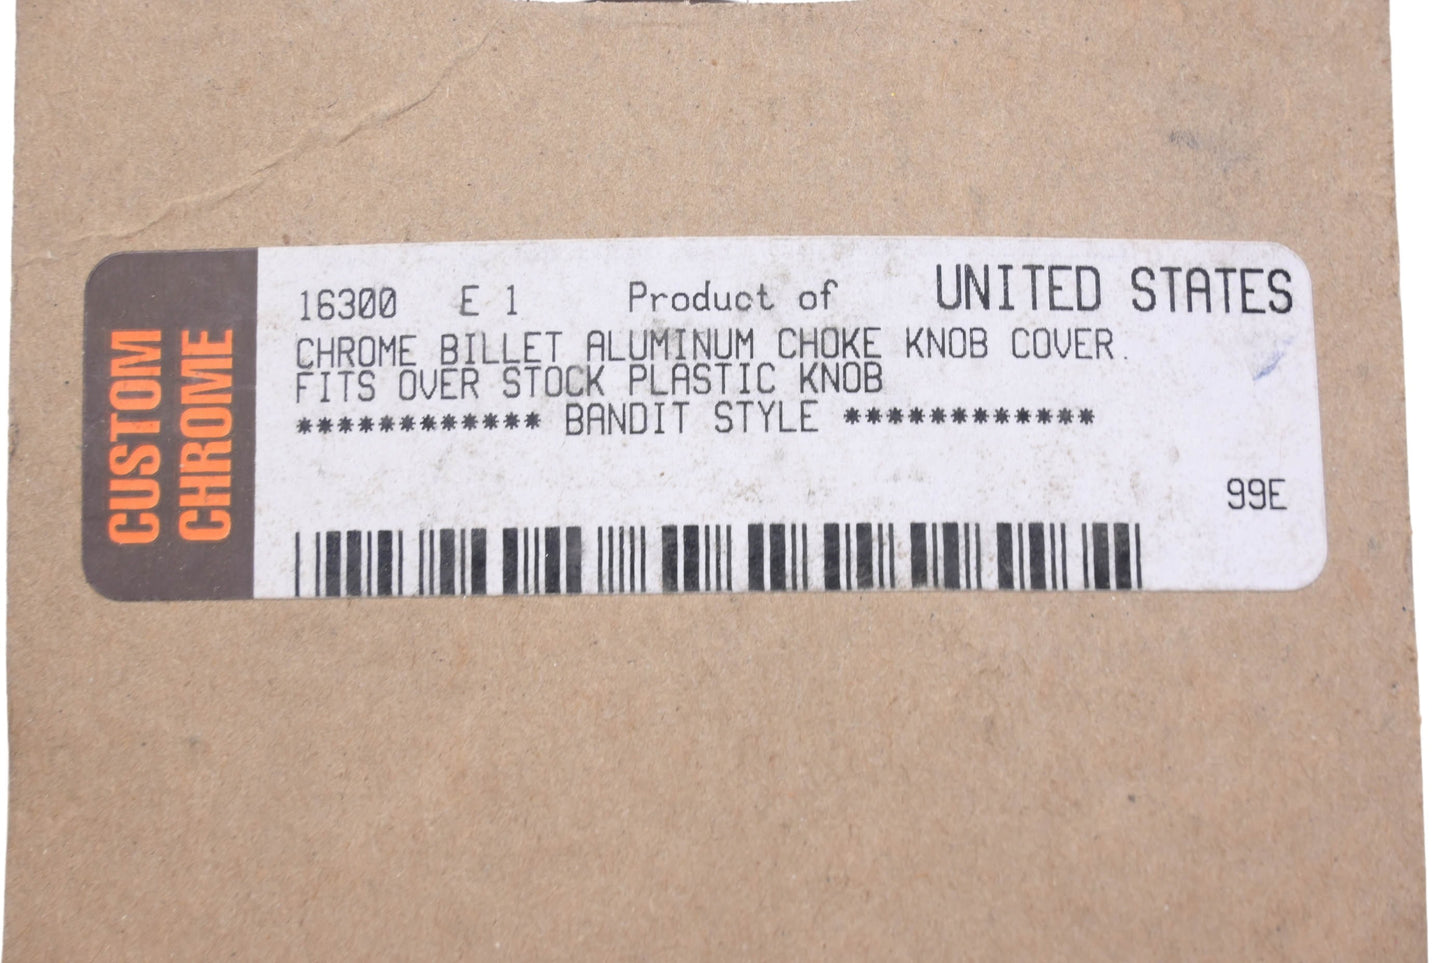 CUSTOM
CHROME
16300 E 1 Product of UNITED STATES
CHROME BILLET ALUMINUM CHOKE KNOB COVER.
FITS OVER STOCK PLASTIC KNOB
************ BANDIT STYLE ************
99E